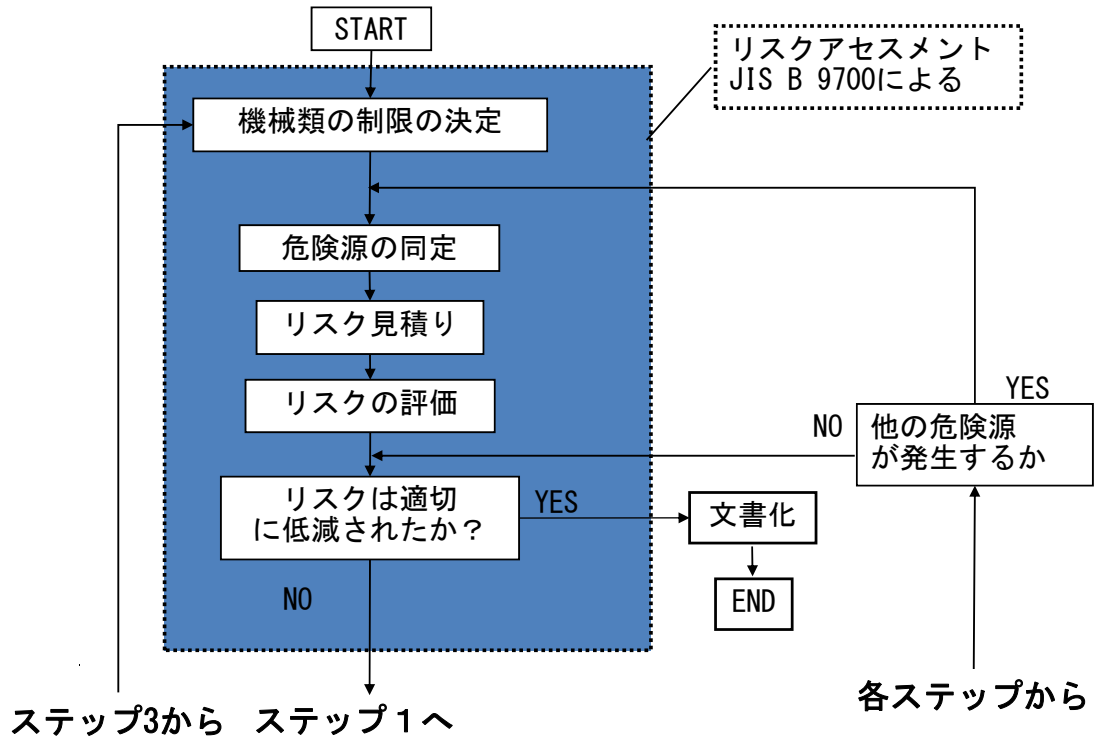 START
リスクアセスメント
JIS B 9700による
機械類の制限の決定
危険源の同定
リスク見積り
リスクの評価
YES
NO
他の危険源
が発生するか
リスクは適切
に低減されたか？
YES
文書化
NO
END
各ステップから
ステップ3から
ステップ１へ